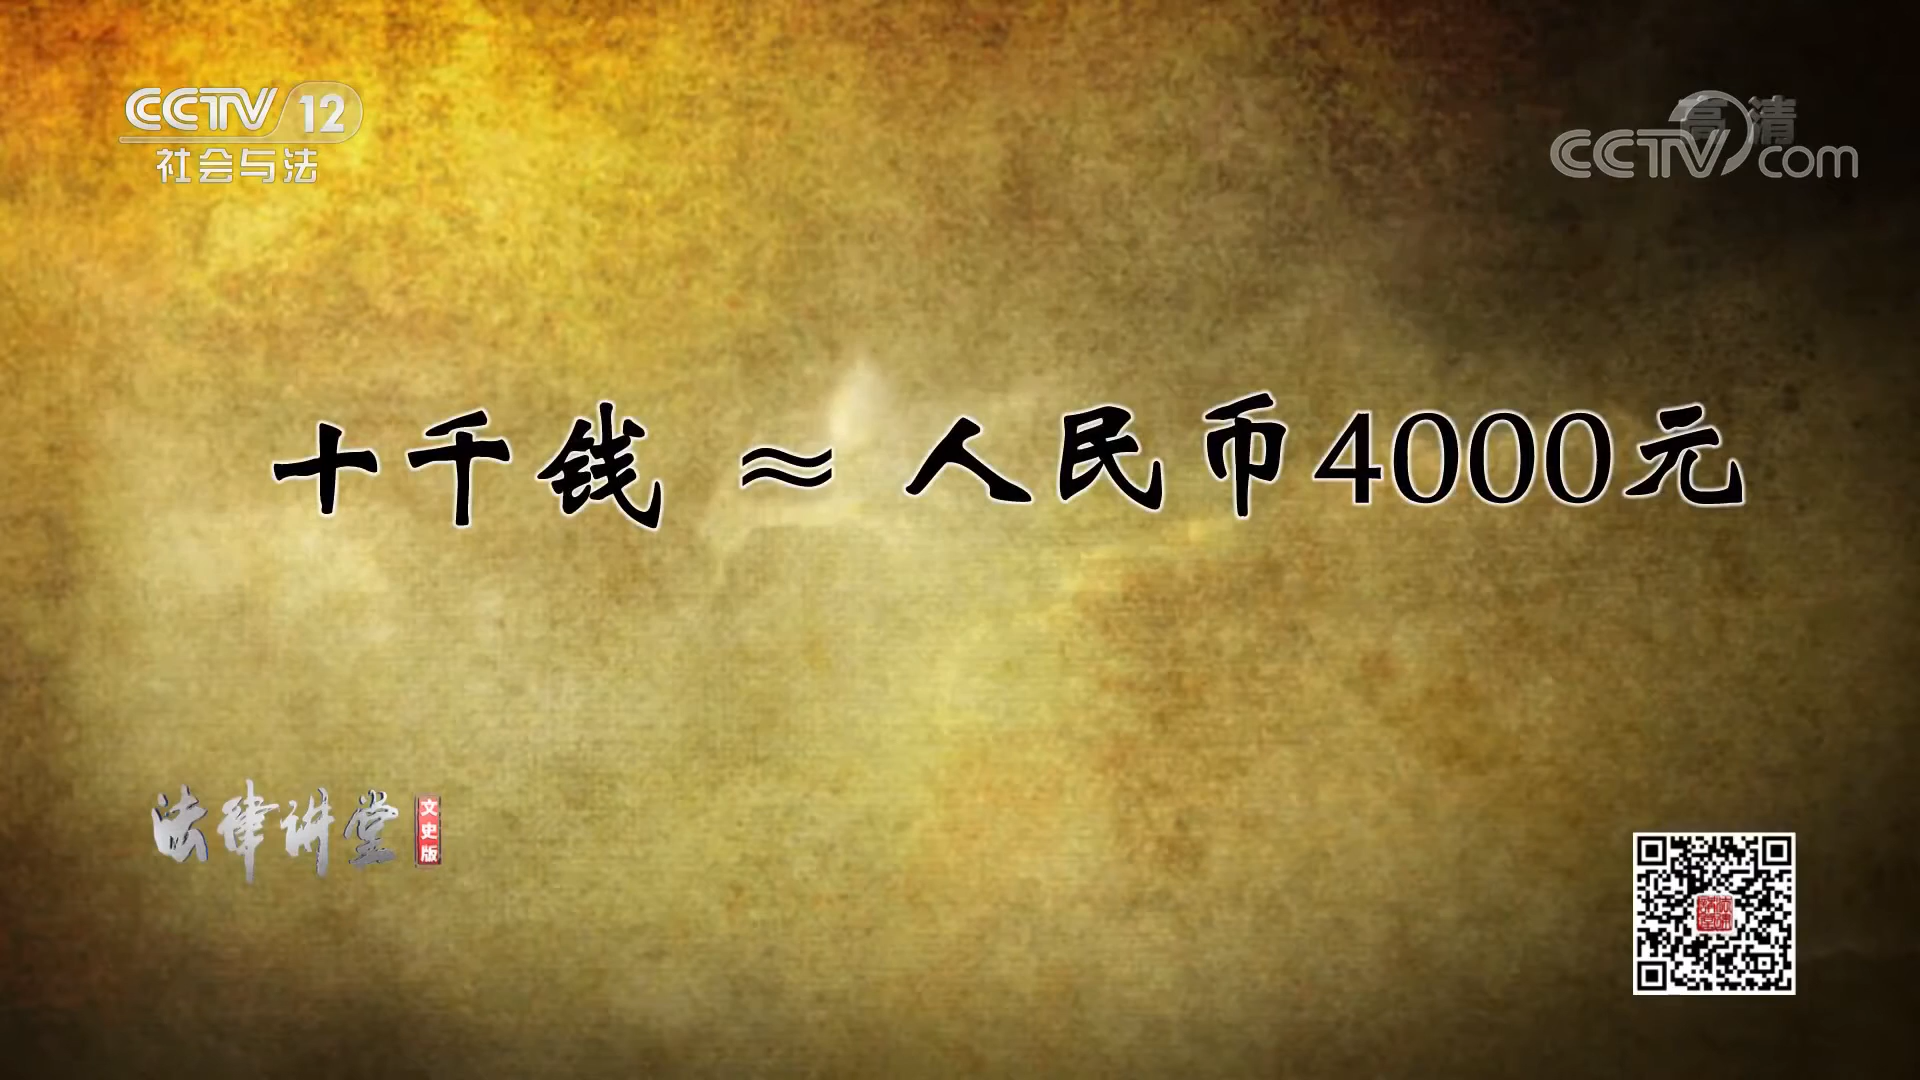 CCTV 12
社会与法
高清
CCTV com
十千钱 ≈ 人民币4000元
法律讲堂
文史版